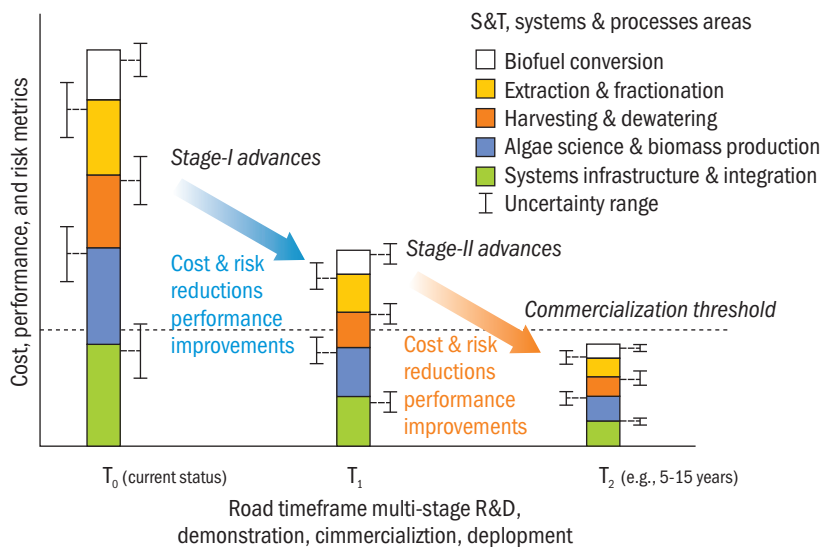 Cost, performance, and risk metrics
S&T, systems & processes areas
Biofuel conversion
Extraction & fractionation
Harvesting & dewatering
Algae science & biomass production
Systems infrastructure & integration
Uncertainty range
Stage-I advances
Cost & risk
reductions
performance
improvements
Stage-II advances
Commercialization threshold
Cost & risk
reductions
performance
improvements
T₀ (current status)
T₁
T₂ (e.g., 5-15 years)
Road timeframe multi-stage R&D,
demonstration, cimmercializtion, deplopment